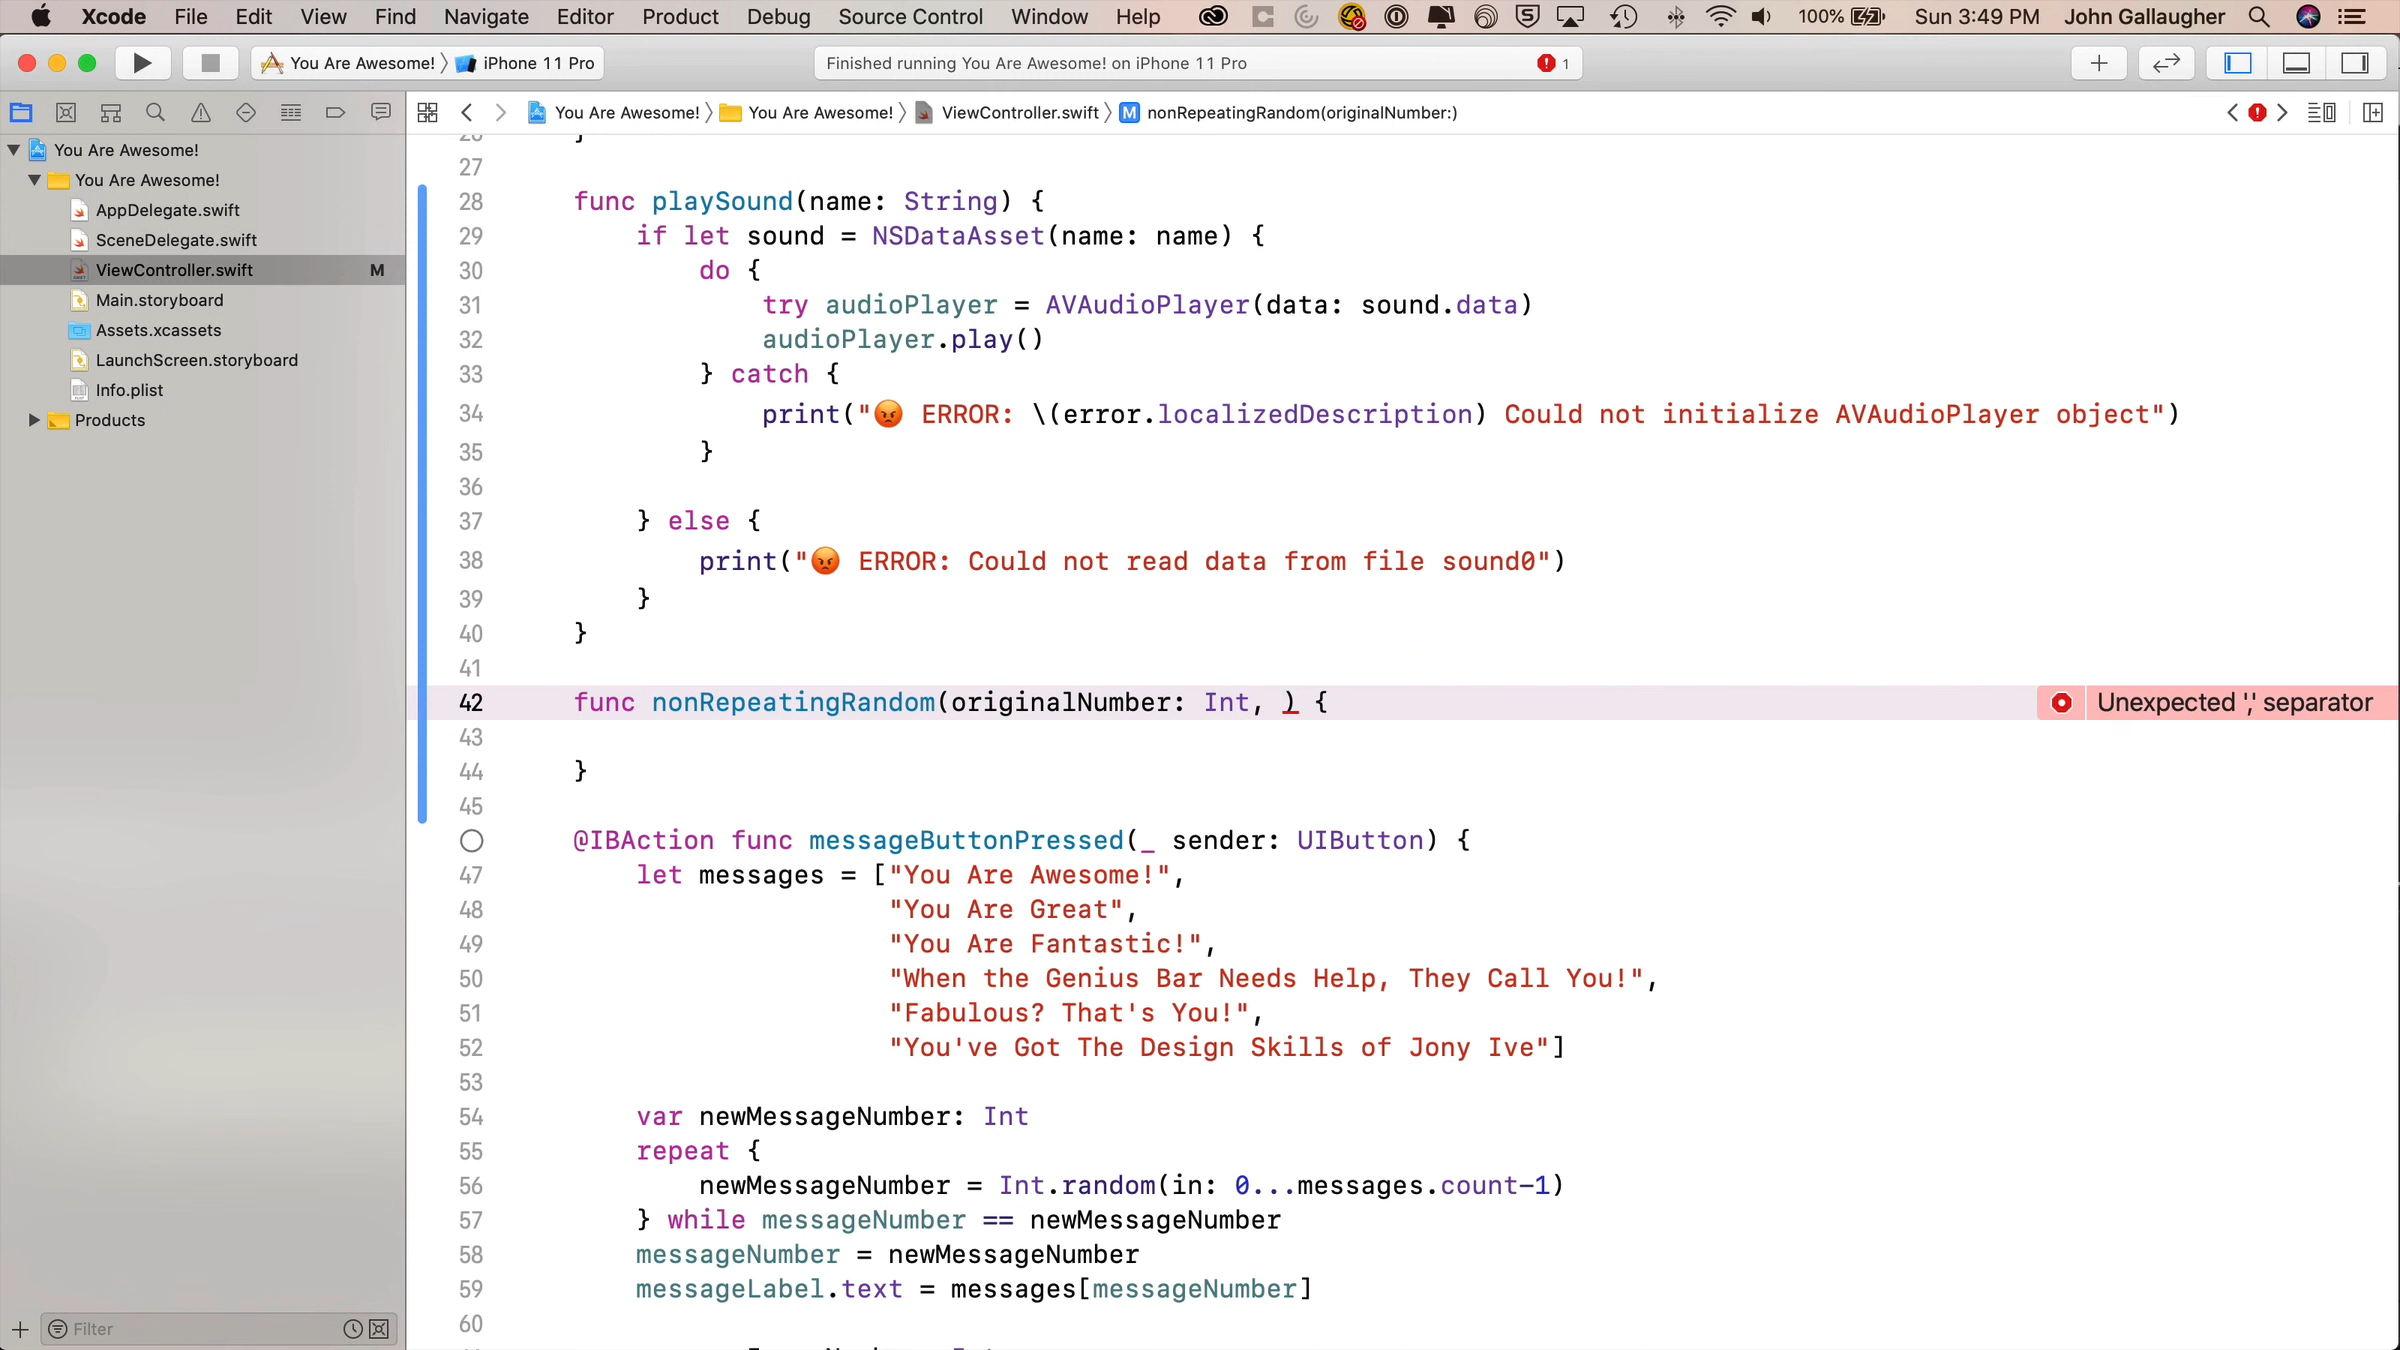 Xcode File Edit View Find Navigate Editor Product Debug Source Control Window Help 100% Sun 3:49 PM John Gallaugher
You Are Awesome! iPhone 11 Pro Finished running You Are Awesome! on iPhone 11 Pro 1
You Are Awesome! You Are Awesome! ViewController.swift M nonRepeatingRandom(originalNumber:)
You Are Awesome!
You Are Awesome!
AppDelegate.swift
SceneDelegate.swift
ViewController.swift M
Main.storyboard
Assets.xcassets
LaunchScreen.storyboard
Info.plist
Products
Filter
27
28 func playSound(name: String) {
29 if let sound = NSDataAsset(name: name) {
30 do {
31 try audioPlayer = AVAudioPlayer(data: sound.data)
32 audioPlayer.play()
33 } catch {
34 print("😡 ERROR: \(error.localizedDescription) Could not initialize AVAudioPlayer object")
35 }
36
37 } else {
38 print("😡 ERROR: Could not read data from file sound0")
39 }
40 }
41
42 func nonRepeatingRandom(originalNumber: Int, ) { Unexpected ',' separator
43
44 }
45
@IBAction func messageButtonPressed(_ sender: UIButton) {
47 let messages = ["You Are Awesome!",
48 "You Are Great",
49 "You Are Fantastic!",
50 "When the Genius Bar Needs Help, They Call You!",
51 "Fabulous? That's You!",
52 "You've Got The Design Skills of Jony Ive"]
53
54 var newMessageNumber: Int
55 repeat {
56 newMessageNumber = Int.random(in: 0...messages.count-1)
57 } while messageNumber == newMessageNumber
58 messageNumber = newMessageNumber
59 messageLabel.text = messages[messageNumber]
60